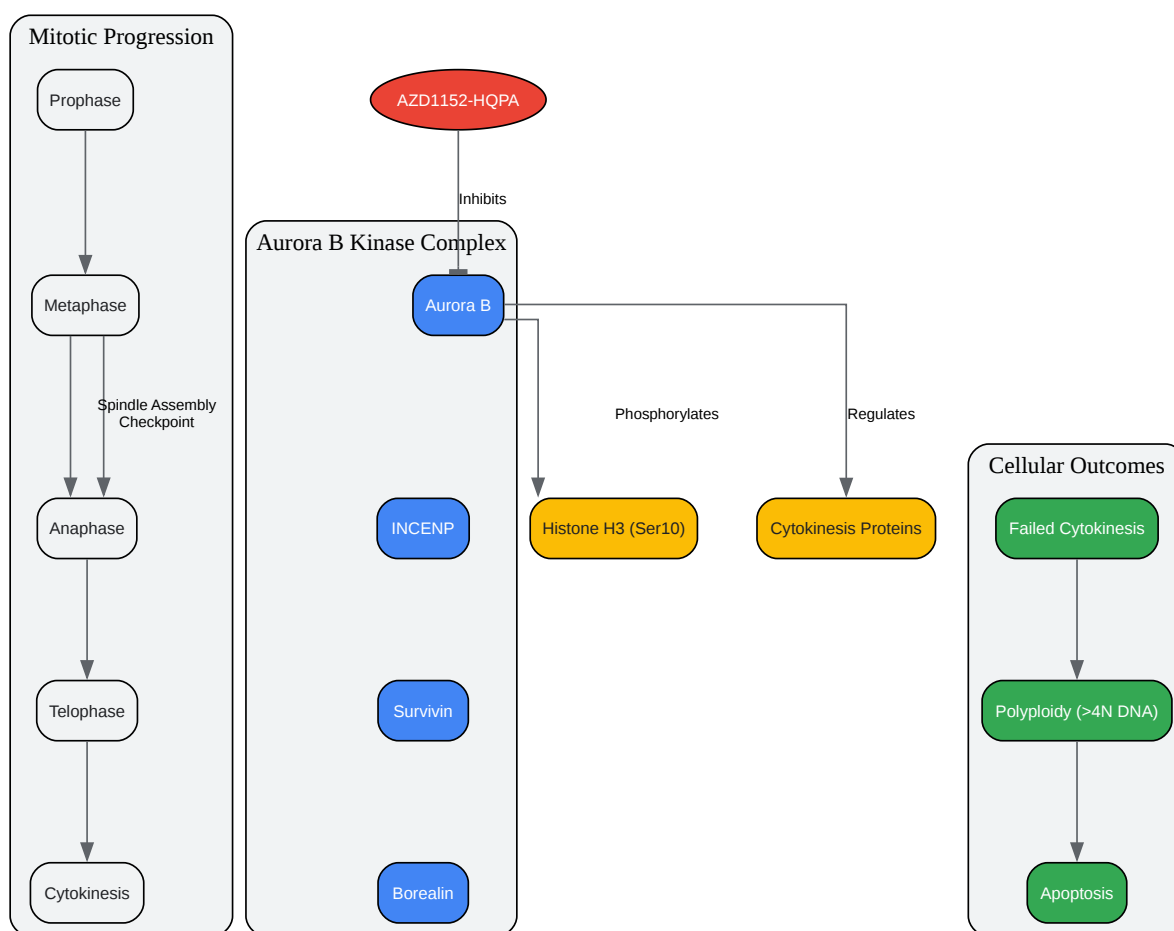 Mitotic Progression
Prophase
Metaphase
Spindle Assembly
Checkpoint
Anaphase
Telophase
Cytokinesis
AZD1152-HQPA
Inhibits
Aurora B Kinase Complex
Aurora B
INCENP
Survivin
Borealin
Phosphorylates
Regulates
Histone H3 (Ser10)
Cytokinesis Proteins
Cellular Outcomes
Failed Cytokinesis
Polyploidy (>4N DNA)
Apoptosis